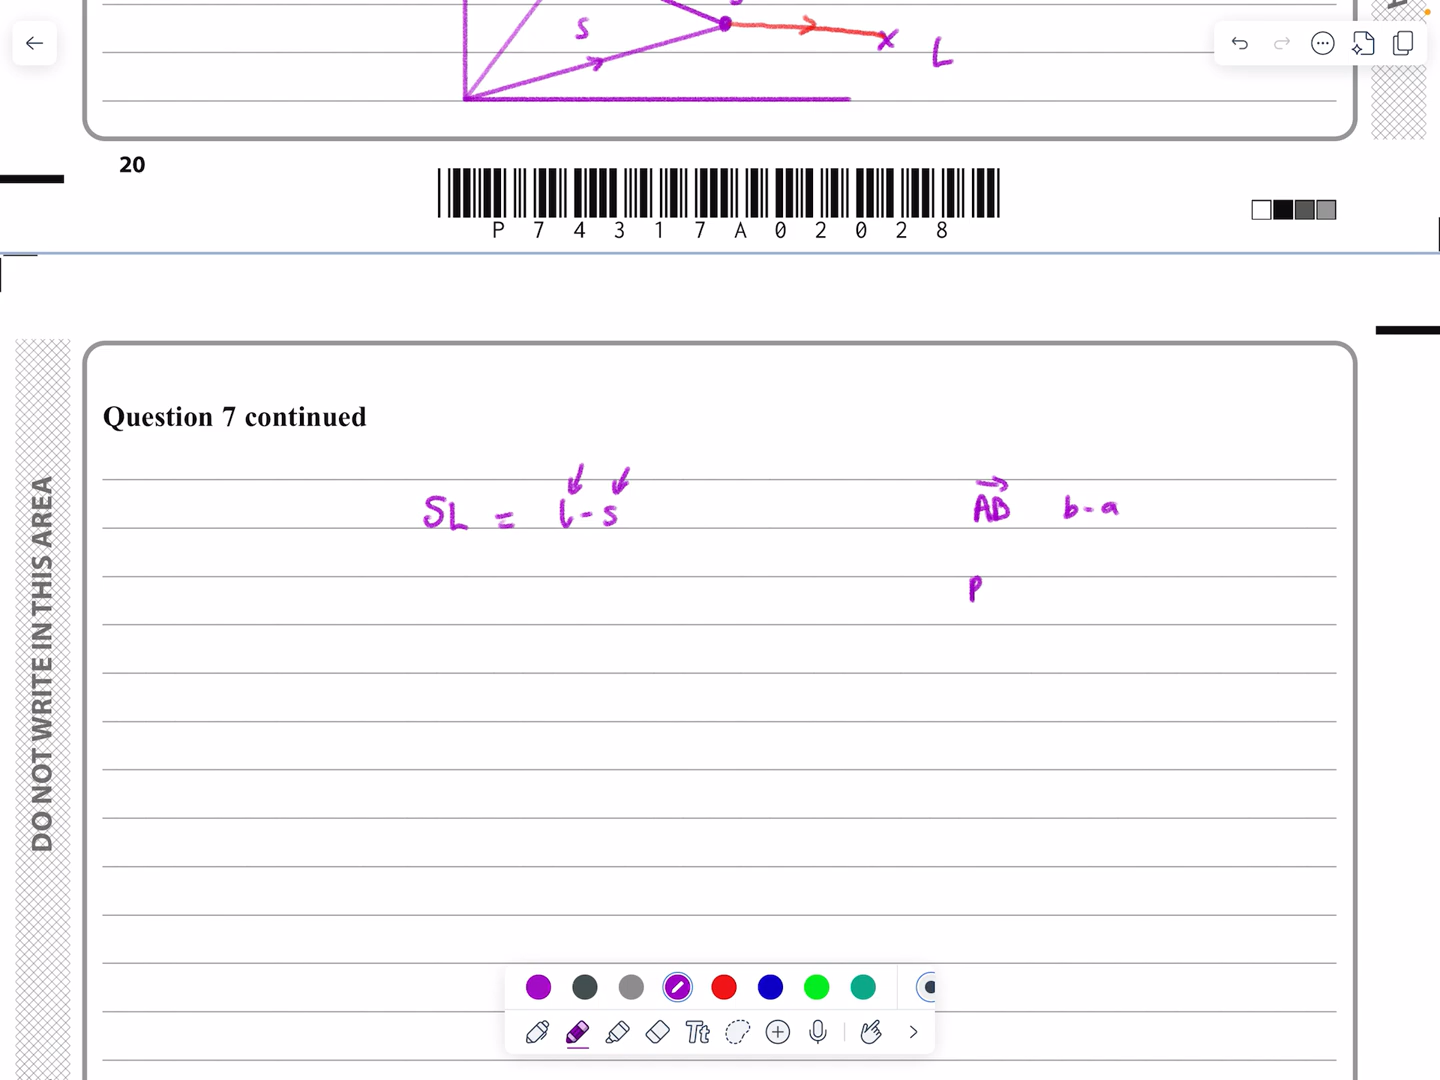 S
L
20
P 7 4 3 1 7 A 0 2 0 2 8
Question 7 continued
SL = l - s
AB b - a
P
DO NOT WRITE IN THIS AREA
Tt